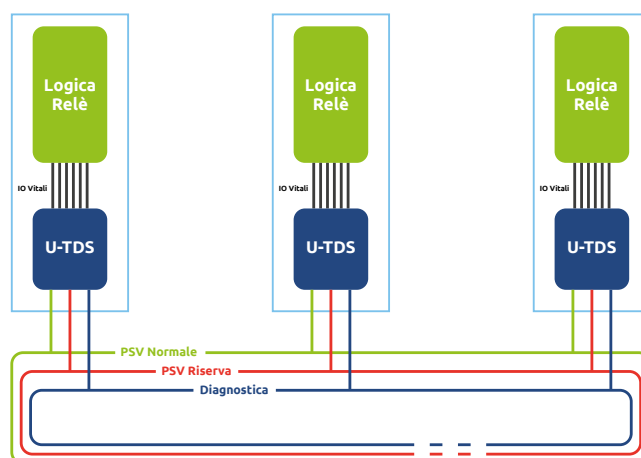 Logica
Relè
Logica
Relè
Logica
Relè
IO Vitali
IO Vitali
IO Vitali
U-TDS
U-TDS
U-TDS
PSV Normale
PSV Riserva
Diagnostica